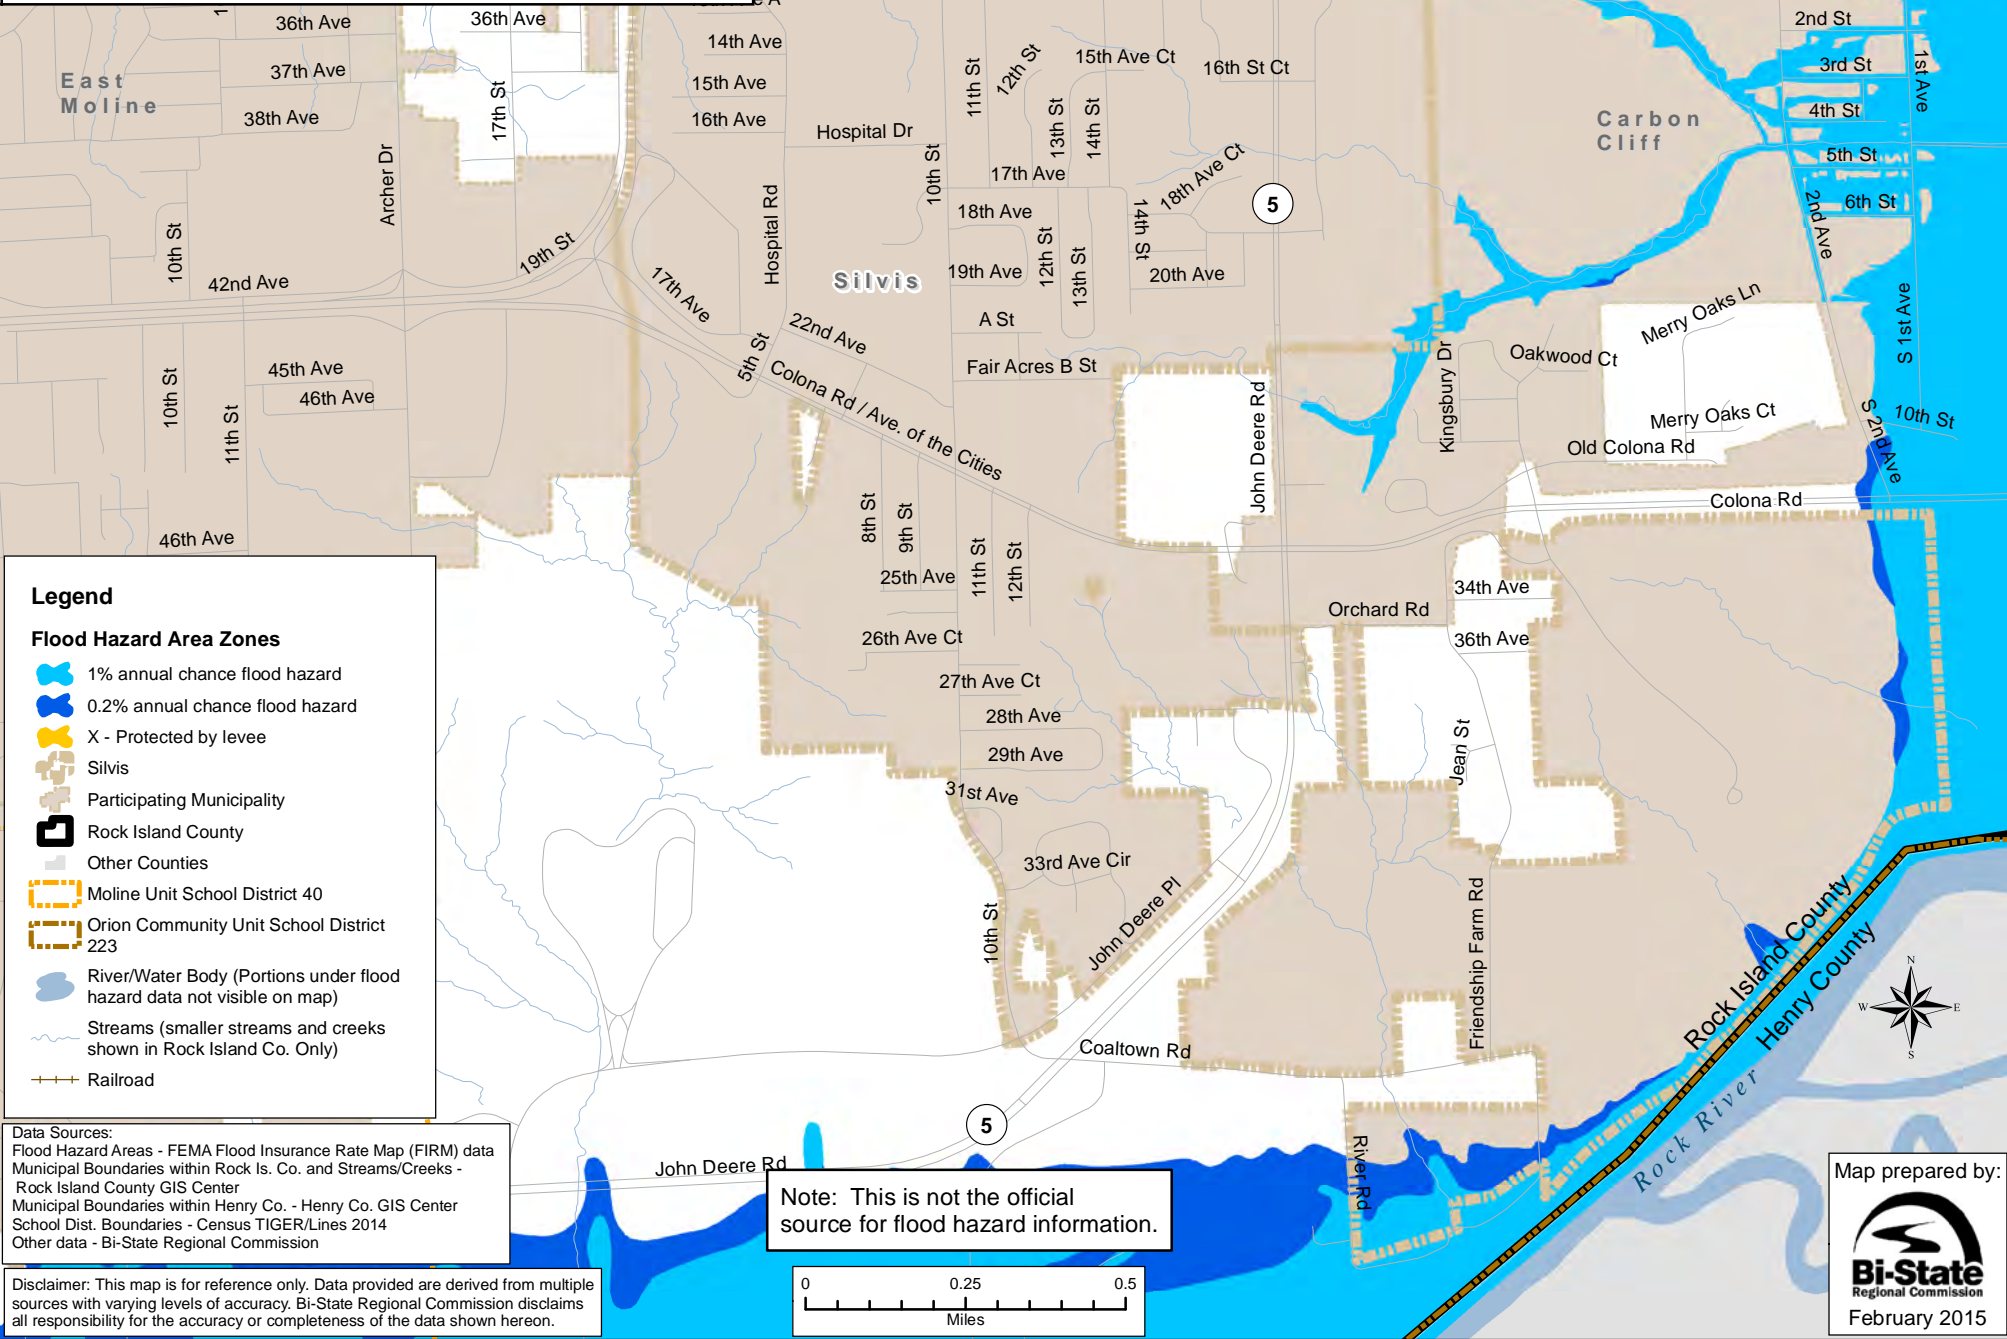 36th Ave
37th Ave
38th Ave
East
Moline
36th Ave
17th St
Archer Dr
10th St
42nd Ave
19th St
14th Ave
15th Ave
16th Ave
Hospital Dr
Hospital Rd
10th St
11th St
12th St
13th St
14th St
15th Ave Ct
16th St Ct
17th Ave
18th Ave Ct
18th Ave
19th Ave
12th St
13th St
14th St
20th Ave
5
Silvis
17th Ave
5th St
22nd Ave
A St
Fair Acres B St
Colona Rd / Ave. of the Cities
Carbon
Cliff
2nd St
3rd St
4th St
5th St
6th St
1st Ave
2nd Ave
S 1st Ave
10th St
S 2nd Ave
Merry Oaks Ln
Merry Oaks Ct
Oakwood Ct
Old Colona Rd
Kingsbury Dr
John Deere Rd
Colona Rd
45th Ave
46th Ave
10th St
11th St
46th Ave
8th St
9th St
11th St
12th St
25th Ave
26th Ave Ct
27th Ave Ct
28th Ave
29th Ave
31st Ave
33rd Ave Cir
10th St
John Deere Pl
Orchard Rd
34th Ave
36th Ave
Jean St
Friendship Farm Rd
Coaltown Rd
5
John Deere Rd
River Rd
Rock Island County
Henry County
Rock River
N
W
E
S
Legend
Flood Hazard Area Zones
1% annual chance flood hazard
0.2% annual chance flood hazard
X - Protected by levee
Silvis
Participating Municipality
Rock Island County
Other Counties
Moline Unit School District 40
Orion Community Unit School District
223
River/Water Body (Portions under flood
hazard data not visible on map)
Streams (smaller streams and creeks
shown in Rock Island Co. Only)
Railroad
Data Sources:
Flood Hazard Areas - FEMA Flood Insurance Rate Map (FIRM) data
Municipal Boundaries within Rock Is. Co. and Streams/Creeks -
Rock Island County GIS Center
Municipal Boundaries within Henry Co. - Henry Co. GIS Center
School Dist. Boundaries - Census TIGER/Lines 2014
Other data - Bi-State Regional Commission
Disclaimer: This map is for reference only. Data provided are derived from multiple
sources with varying levels of accuracy. Bi-State Regional Commission disclaims
all responsibility for the accuracy or completeness of the data shown hereon.
Note: This is not the official
source for flood hazard information.
0 0.25 0.5
Miles
Map prepared by:
Bi-State
Regional Commission
February 2015